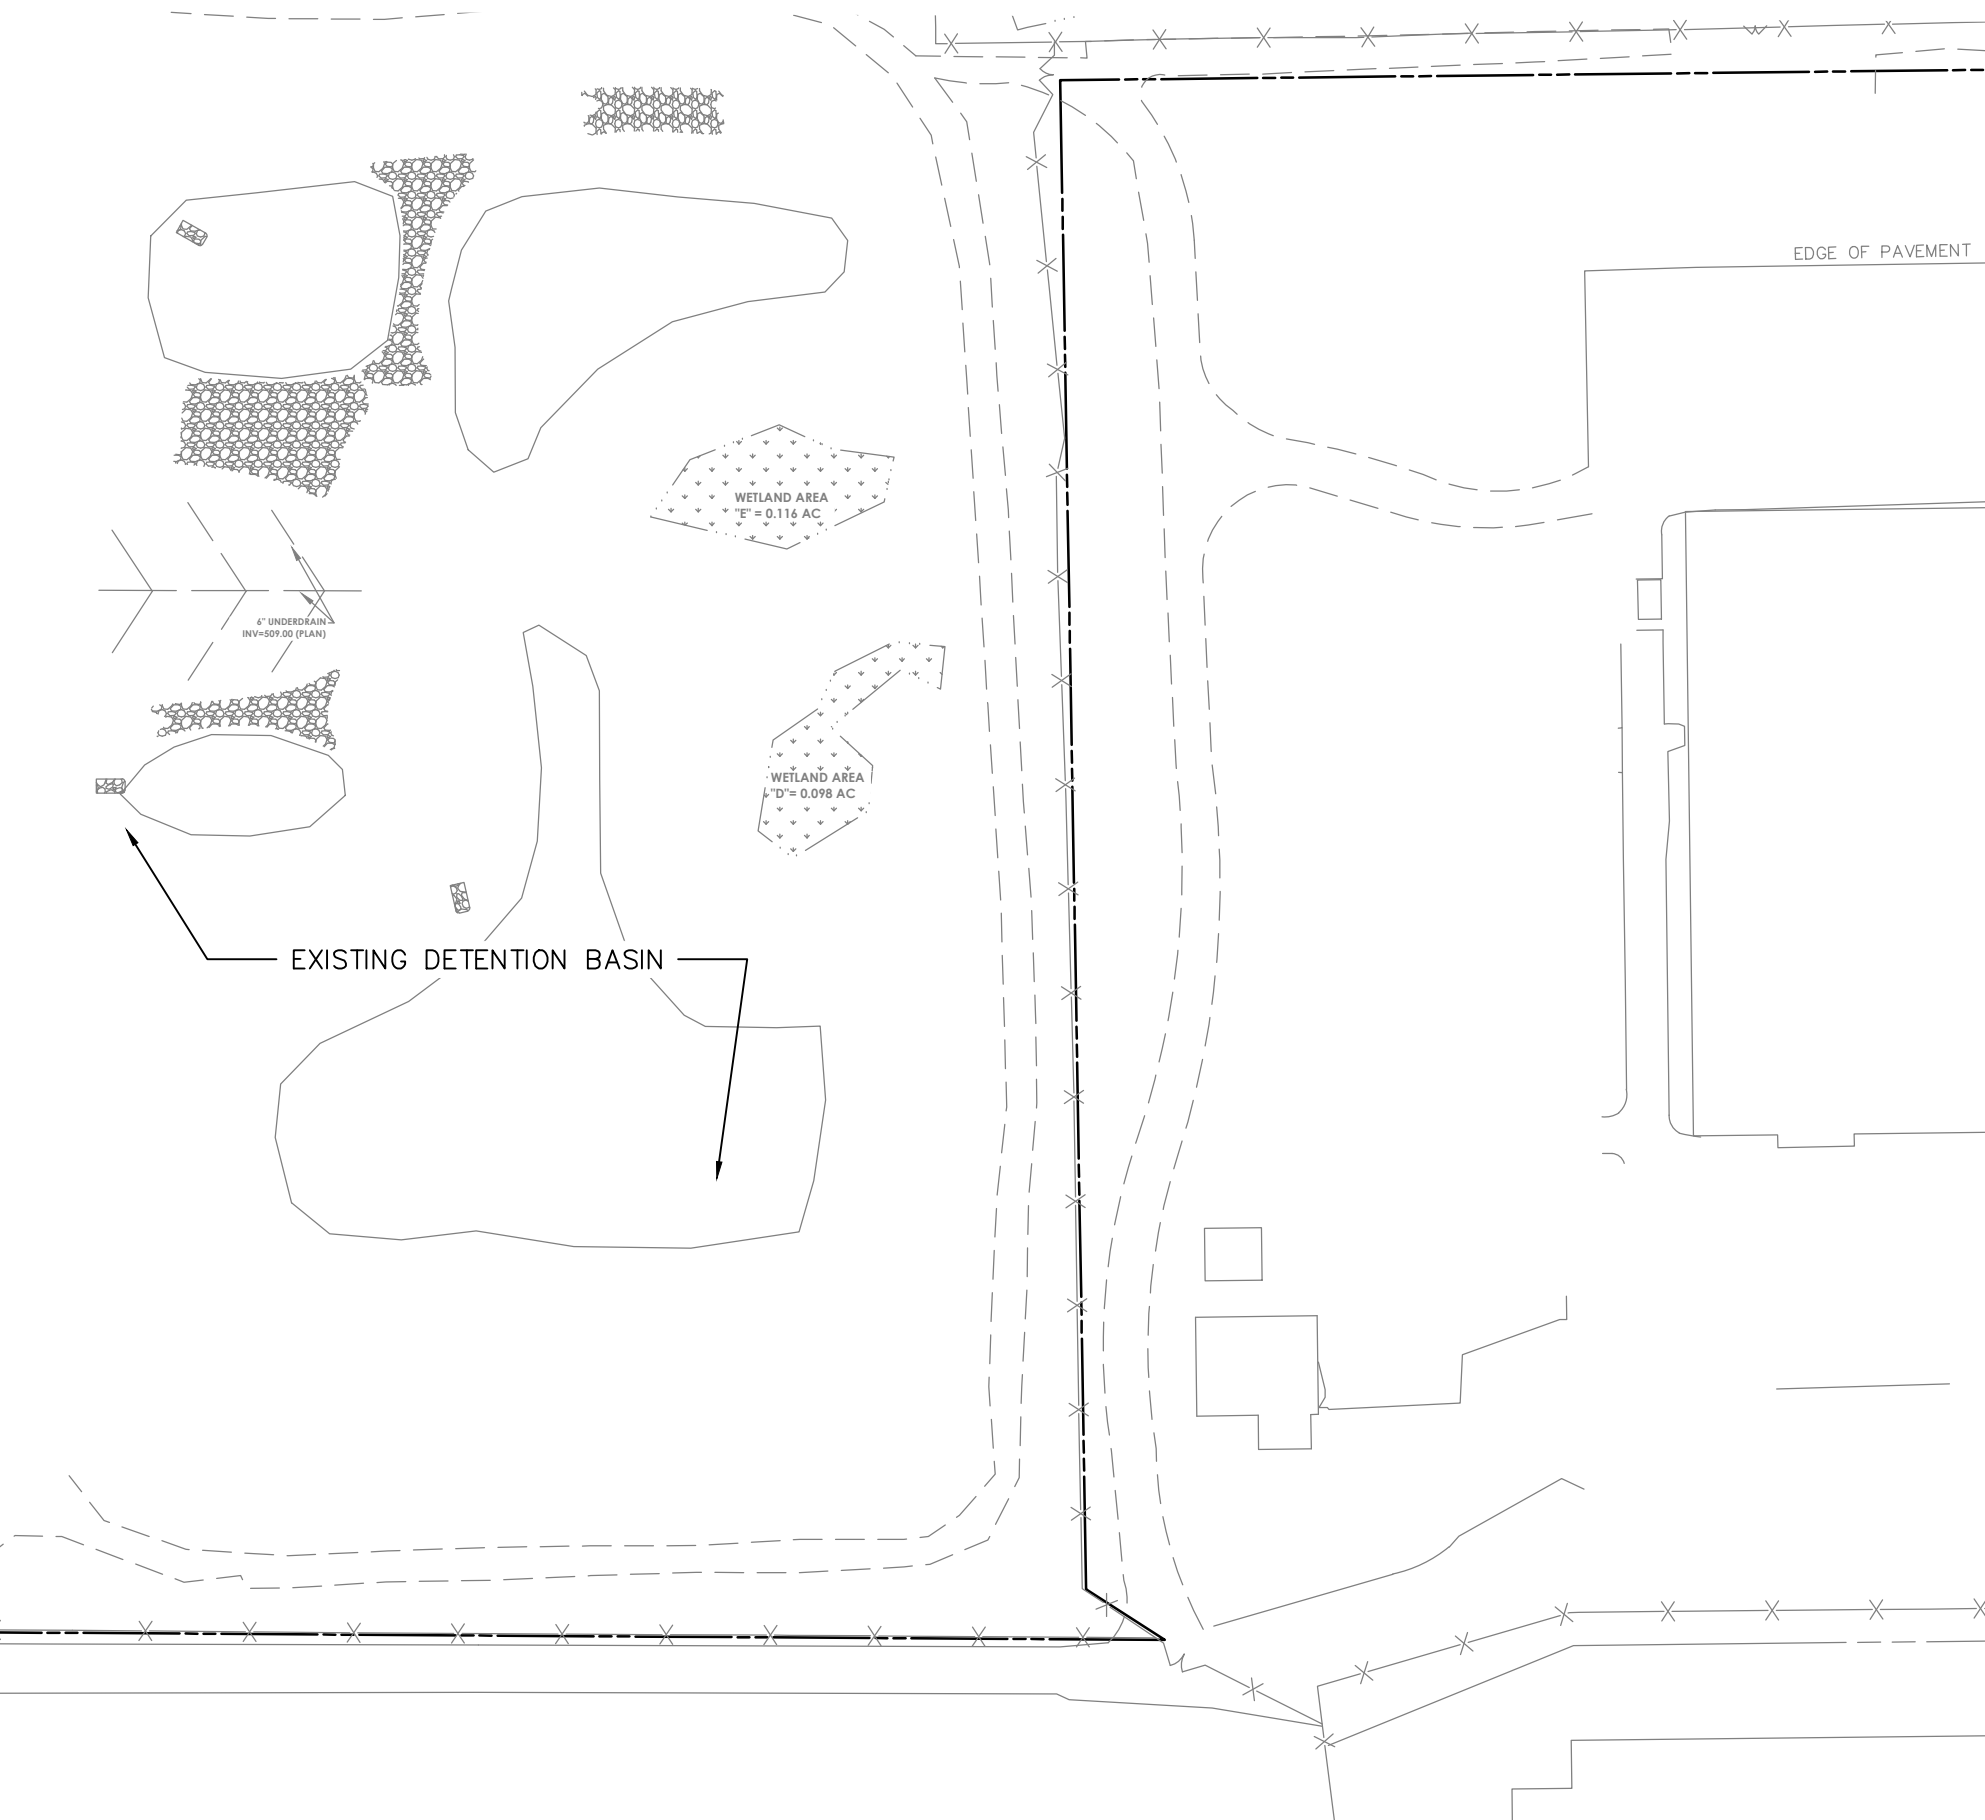 EDGE OF PAVEMENT
WETLAND AREA
"E" = 0.116 AC
6" UNDERDRAIN
INV=509.00 (PLAN)
WETLAND AREA
"D"= 0.098 AC
EXISTING DETENTION BASIN